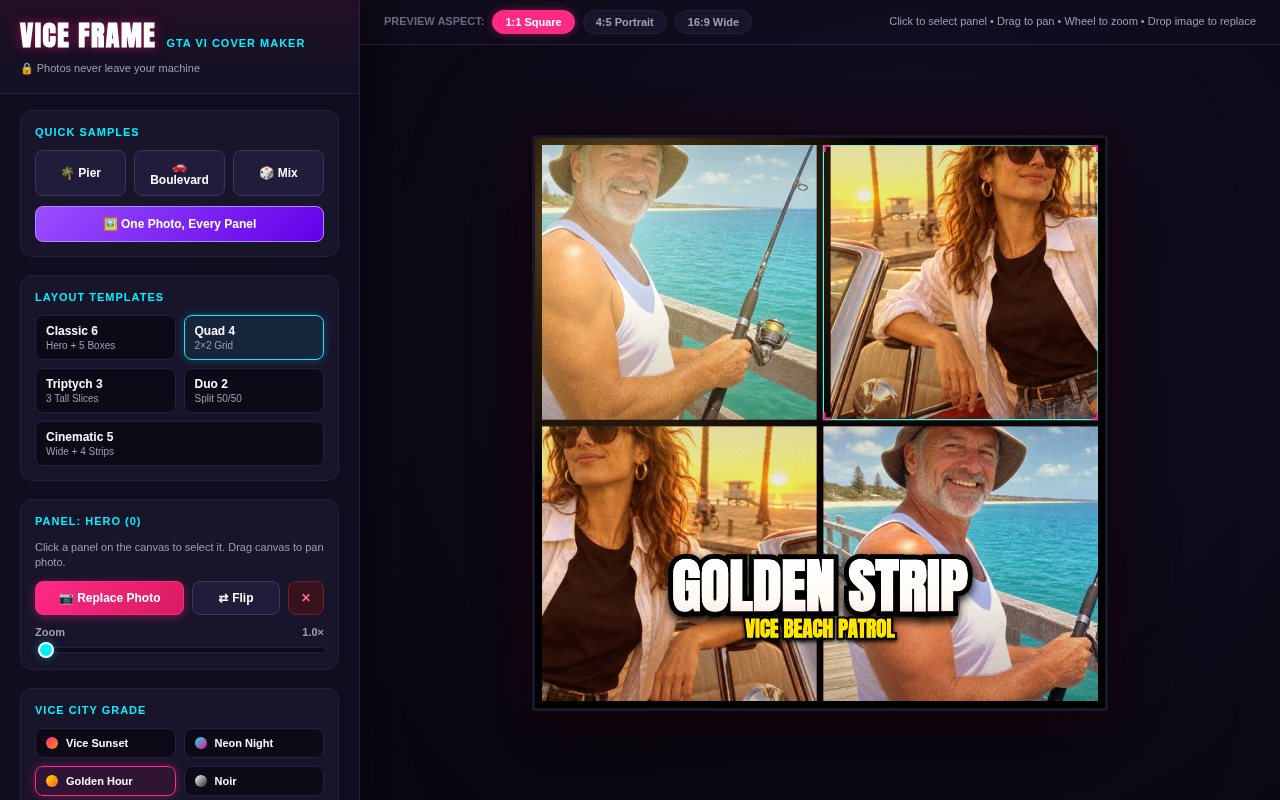 VICE FRAME GTA VI COVER MAKER
🔒 Photos never leave your machine
PREVIEW ASPECT: 1:1 Square 4:5 Portrait 16:9 Wide
Click to select panel • Drag to pan • Wheel to zoom • Drop image to replace
QUICK SAMPLES
🌴 Pier
🚗 Boulevard
🎲 Mix
🖼️ One Photo, Every Panel
LAYOUT TEMPLATES
Classic 6
Hero + 5 Boxes
Quad 4
2×2 Grid
Triptych 3
3 Tall Slices
Duo 2
Split 50/50
Cinematic 5
Wide + 4 Strips
PANEL: HERO (0)
Click a panel on the canvas to select it. Drag canvas to pan
photo.
📷 Replace Photo
⇄ Flip
✕
Zoom 1.0×
VICE CITY GRADE
Vice Sunset
Neon Night
Golden Hour
Noir
GOLDEN STRIP
VICE BEACH PATROL